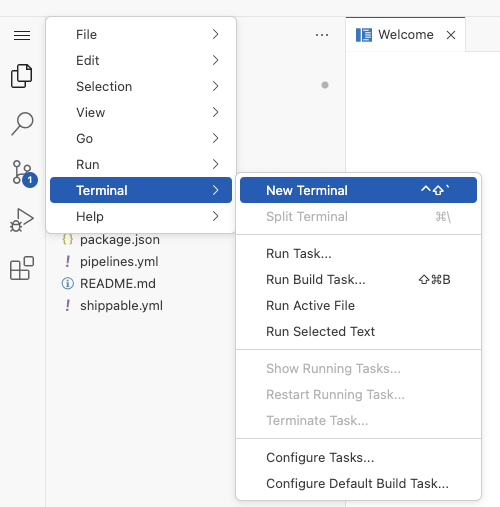 File
Edit
Selection
View
Go
Run
Terminal
Help
1
{} package.json
! pipelines.yml
README.md
! shippable.yml
...
Welcome
New Terminal ⌃⇧`
Split Terminal ⌘\
Run Task...
Run Build Task... ⇧⌘B
Run Active File
Run Selected Text
Show Running Tasks...
Restart Running Task...
Terminate Task...
Configure Tasks...
Configure Default Build Task...